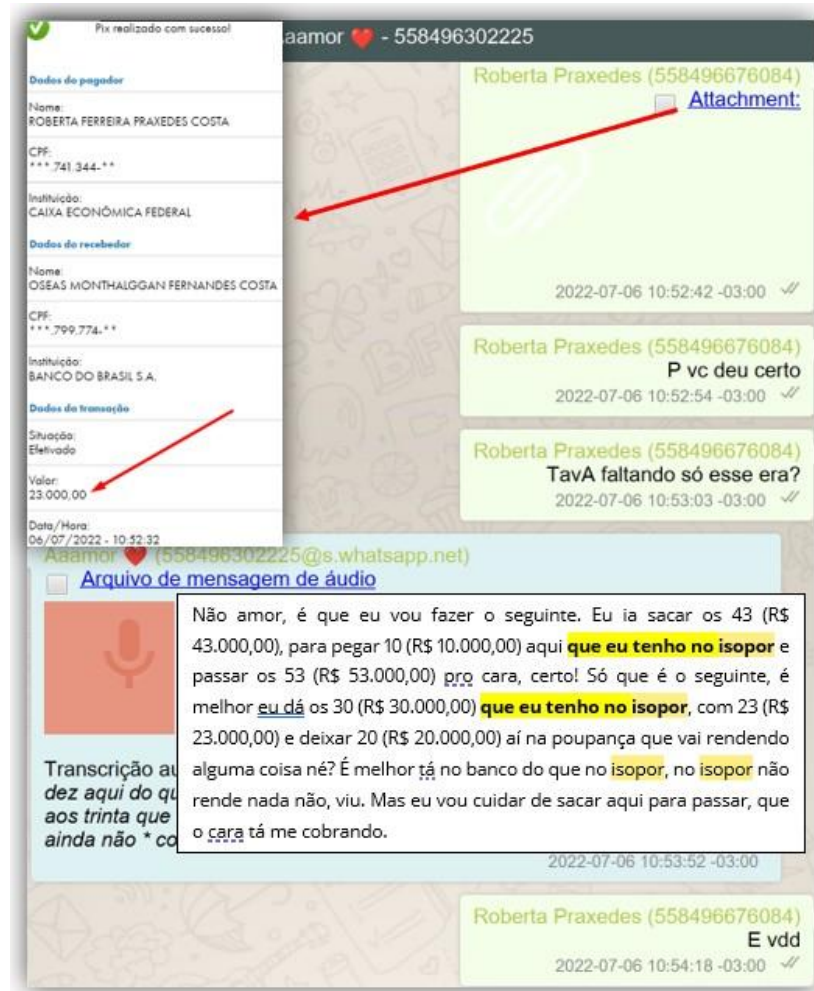 Pix realizado com sucesso!
Dados do pagador
Nome:
ROBERTA FERREIRA PRAXEDES COSTA
CPF:
***.741.344-**
Instituição:
CAIXA ECONÔMICA FEDERAL
Dados do recebedor
Nome:
OSEAS MONTHALGGAN FERNANDES COSTA
CPF:
***.799.774-**
Instituição:
BANCO DO BRASIL S.A.
Dados da transação
Situação:
Efetivado
Valor:
23.000,00
Data/Hora:
06/07/2022 - 10:52:32
Aaamor ❤️ - 558496302225
Roberta Praxedes (558496676084)
Attachment:
2022-07-06 10:52:42 -03:00
Roberta Praxedes (558496676084)
P vc deu certo
2022-07-06 10:52:54 -03:00
Roberta Praxedes (558496676084)
TavA faltando só esse era?
2022-07-06 10:53:03 -03:00
Aaamor ❤️ (558496302225@s.whatsapp.net)
Arquivo de mensagem de áudio
Não amor, é que eu vou fazer o seguinte. Eu ia sacar os 43 (R$
43.000,00), para pegar 10 (R$ 10.000,00) aqui que eu tenho no isopor e
passar os 53 (R$ 53.000,00) pro cara, certo! Só que é o seguinte, é
melhor eu dá os 30 (R$ 30.000,00) que eu tenho no isopor, com 23 (R$
23.000,00) e deixar 20 (R$ 20.000,00) aí na poupança que vai rendendo
alguma coisa né? É melhor tá no banco do que no isopor, no isopor não
rende nada não, viu. Mas eu vou cuidar de sacar aqui para passar, que
o cara tá me cobrando.
Transcrição
dez aqui do
aos trinta que
ainda não *
2022-07-06 10:53:52 -03:00
Roberta Praxedes (558496676084)
E vdd
2022-07-06 10:54:18 -03:00